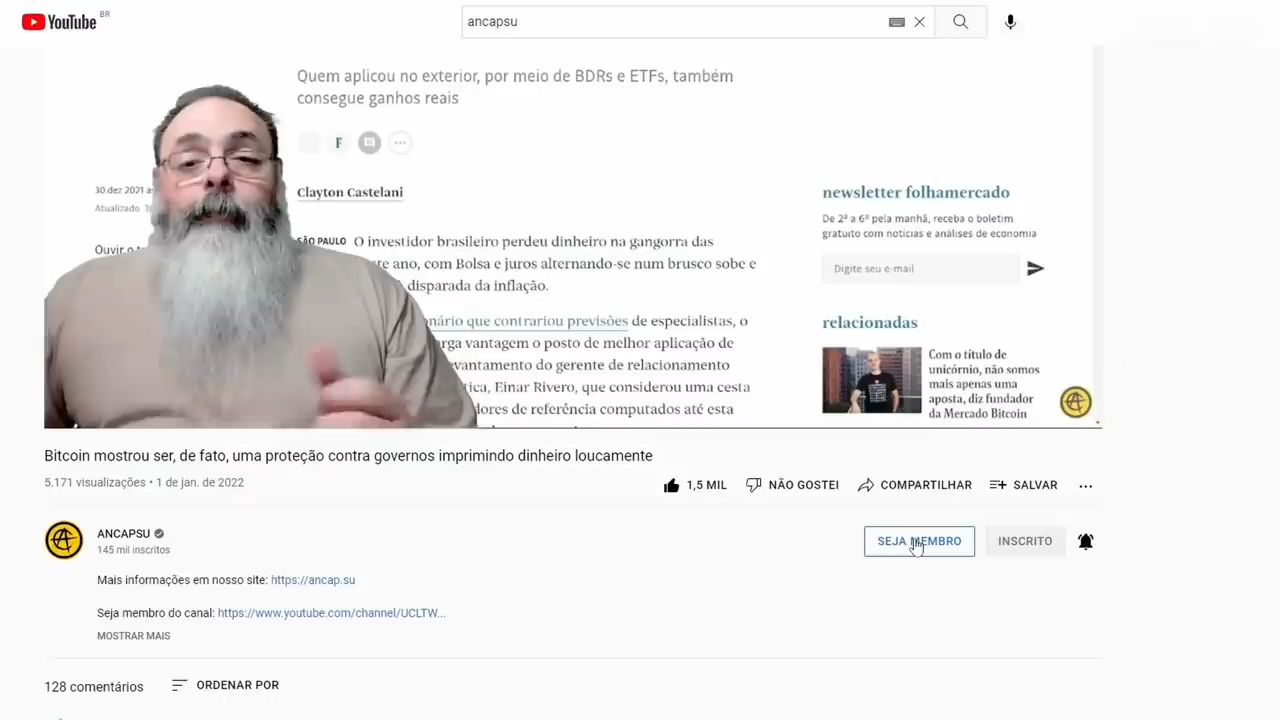 YouTube BR
ancapsu
Quem aplicou no exterior, por meio de BDRs e ETFs, também
consegue ganhos reais
F
30 dez 2021
Clayton Castelani
newsletter folhamercado
Atualizado
De 2ª a 6ª pela manhã, receba o boletim
gratuito com notícias e análises de economia
Ouvir o
SÃO PAULO O investidor brasileiro perdeu dinheiro na gangorra das
te ano, com Bolsa e juros alternando-se num brusco sobe e
disparada da inflação.
Digite seu e-mail
nário que contrariou previsões de especialistas, o
rga vantagem o posto de melhor aplicação de
vantamento do gerente de relacionamento
tica, Einar Rivero, que considerou uma cesta
dores de referência computados até esta
relacionadas
Com o título de
unicórnio, não somos
mais apenas uma
aposta, diz fundador
da Mercado Bitcoin
Bitcoin mostrou ser, de fato, uma proteção contra governos imprimindo dinheiro loucamente
5.171 visualizações • 1 de jan. de 2022
1,5 MIL NÃO GOSTEI COMPARTILHAR SALVAR
ANCAPSU
145 mil inscritos
SEJA MEMBRO INSCRITO
Mais informações em nosso site: https://ancap.su
Seja membro do canal: https://www.youtube.com/channel/UCLTW...
MOSTRAR MAIS
128 comentários ORDENAR POR